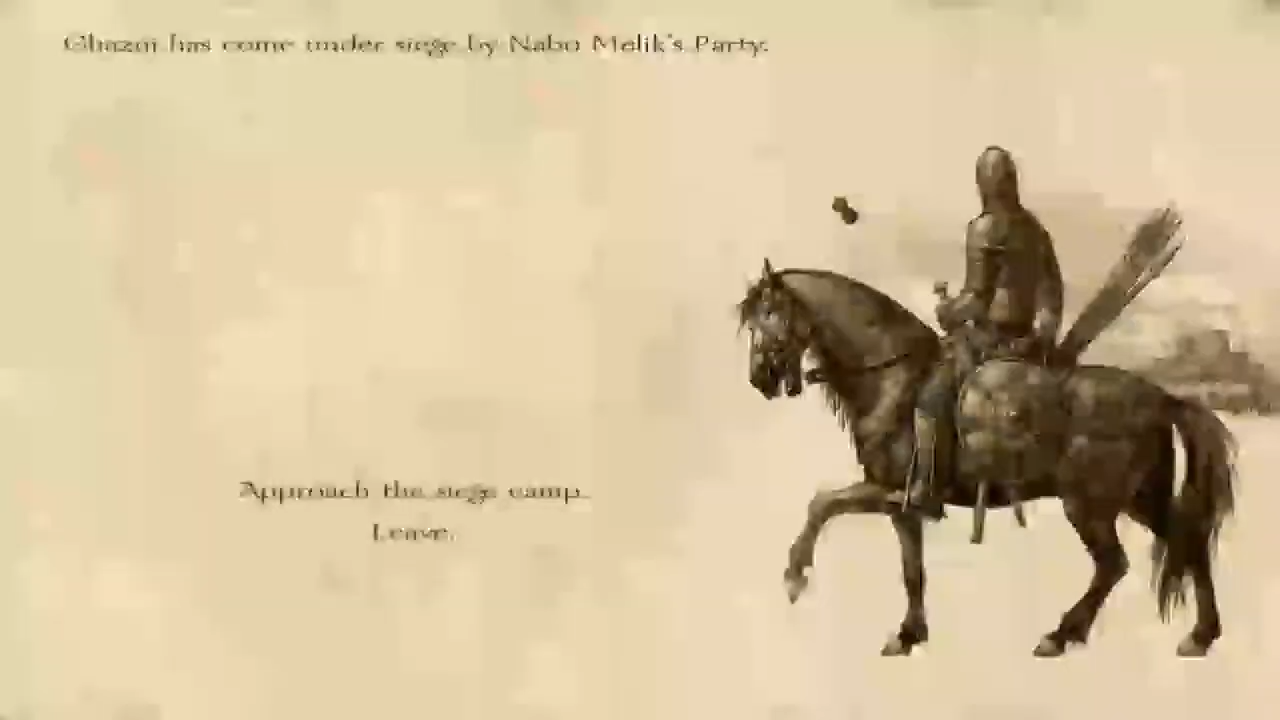 Ghazni has come under siege by Nabo Melik's Party.
Approach the siege camp.
Leave.